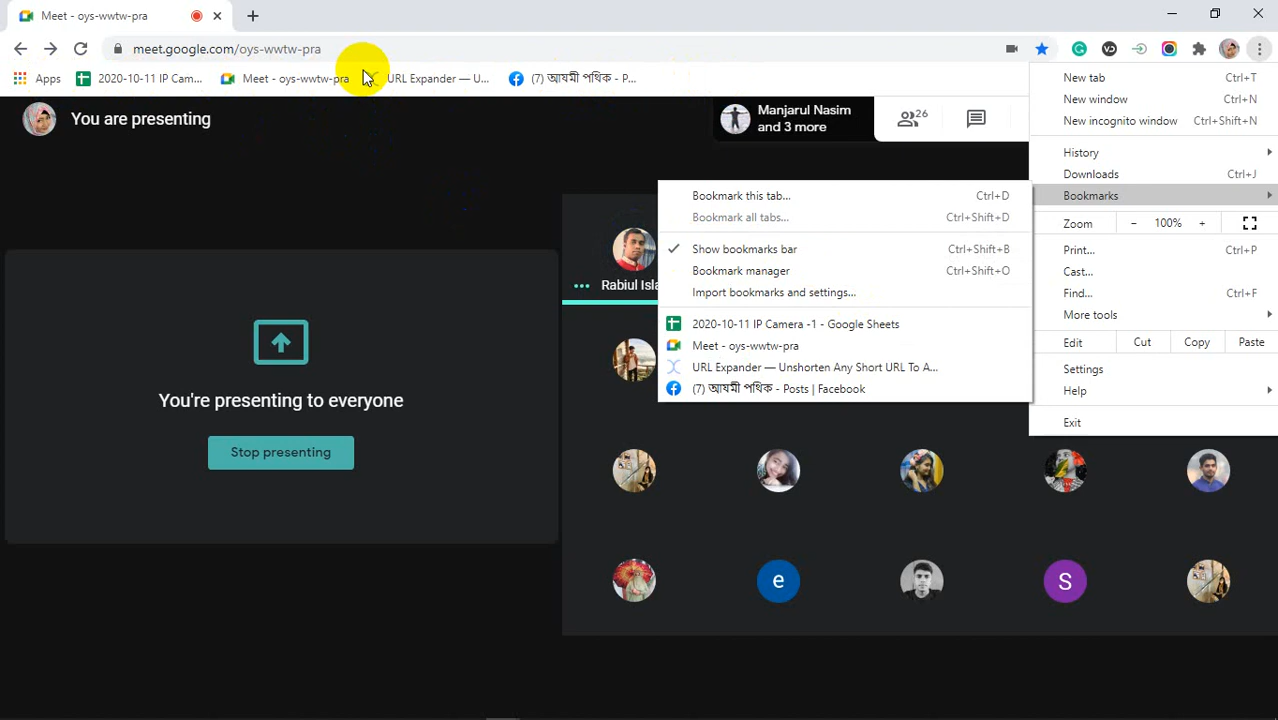 Meet - oys-wwtw-pra
meet.google.com/oys-wwtw-pra
Apps
2020-10-11 IP Cam...
Meet - oys-wwtw-pra
URL Expander — U...
(7) আযমী পথিক - P...
You are presenting
Manjarul Nasim
and 3 more
26
New tab Ctrl+T
New window Ctrl+N
New incognito window Ctrl+Shift+N
History
Downloads Ctrl+J
Bookmarks
Zoom − 100% +
Print... Ctrl+P
Cast...
Find... Ctrl+F
More tools
Edit Cut Copy Paste
Settings
Help
Exit
Bookmark this tab... Ctrl+D
Bookmark all tabs... Ctrl+Shift+D
Show bookmarks bar Ctrl+Shift+B
Bookmark manager Ctrl+Shift+O
Import bookmarks and settings...
2020-10-11 IP Camera -1 - Google Sheets
Meet - oys-wwtw-pra
URL Expander — Unshorten Any Short URL To A...
(7) আযমী পথিক - Posts | Facebook
Rabiul Isla
You're presenting to everyone
Stop presenting
e
S